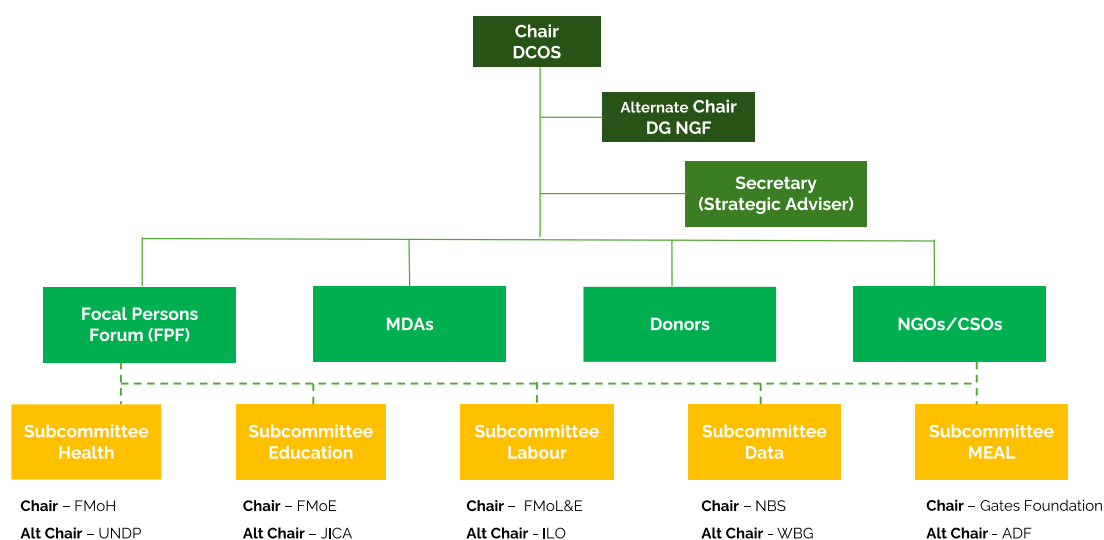 Chair
DCOS
Alternate Chair
DG NGF
Secretary
(Strategic Adviser)
Focal Persons
Forum (FPF)
MDAs
Donors
NGOs/CSOs
Subcommittee
Health
Subcommittee
Education
Subcommittee
Labour
Subcommittee
Data
Subcommittee
MEAL
Chair – FMoH
Alt Chair – UNDP
Chair – FMoE
Alt Chair – JICA
Chair – FMoL&E
Alt Chair - ILO
Chair – NBS
Alt Chair - WBG
Chair – Gates Foundation
Alt Chair – ADF